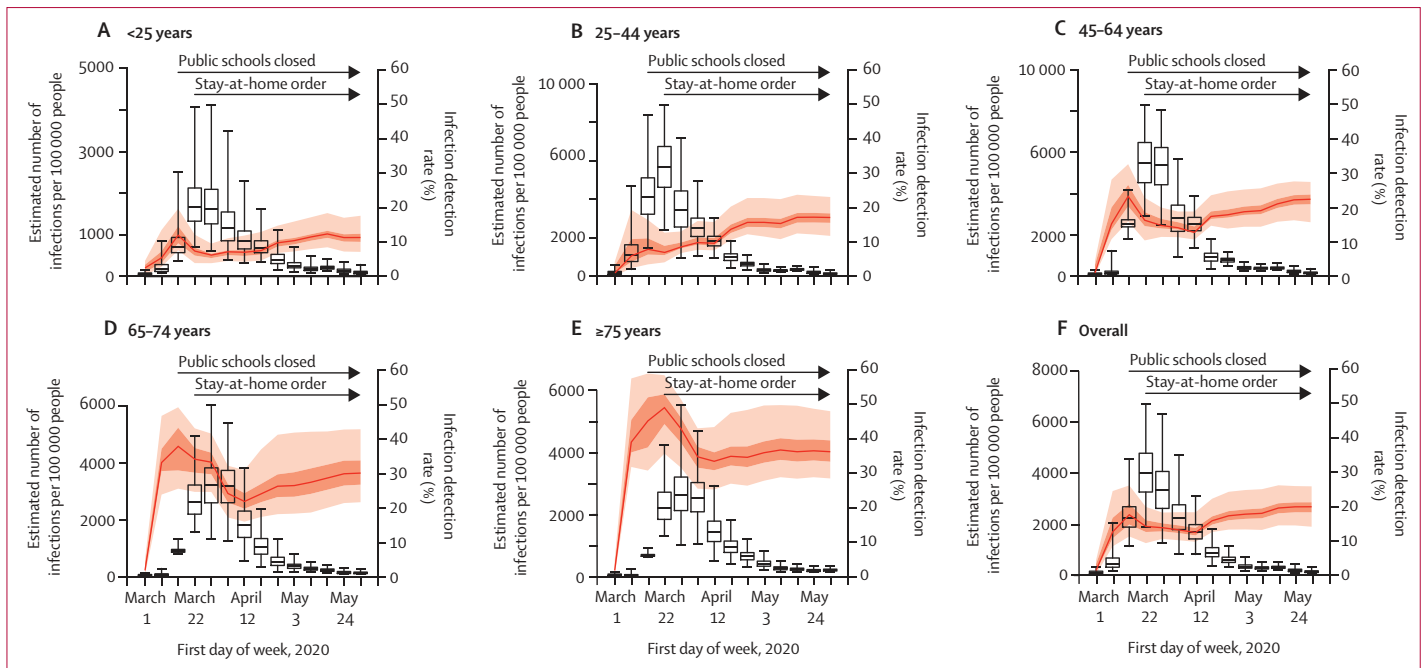 A <25 years
Public schools closed
Stay-at-home order
Estimated number of
infections per 100 000 people
5000
3000
1000
0
60
50
40
30
20
10
0
Infection detection
rate (%)
B 25–44 years
Public schools closed
Stay-at-home order
Estimated number of
infections per 100 000 people
10 000
6000
2000
0
60
50
40
30
20
10
0
Infection detection
rate (%)
C 45–64 years
Public schools closed
Stay-at-home order
Estimated number of
infections per 100 000 people
10 000
6000
2000
0
60
50
40
30
20
10
0
Infection detection
rate (%)
D 65–74 years
Public schools closed
Stay-at-home order
Estimated number of
infections per 100 000 people
6000
4000
2000
0
60
50
40
30
20
10
0
Infection detection
rate (%)
March
1
March
22
April
12
May
3
May
24
First day of week, 2020
E ≥75 years
Public schools closed
Stay-at-home order
Estimated number of
infections per 100 000 people
6000
4000
2000
0
60
50
40
30
20
10
0
Infection detection
rate (%)
March
1
March
22
April
12
May
3
May
24
First day of week, 2020
F Overall
Public schools closed
Stay-at-home order
Estimated number of
infections per 100 000 people
8000
6000
4000
2000
0
60
50
40
30
20
10
0
Infection detection
rate (%)
March
1
March
22
April
12
May
3
May
24
First day of week, 2020